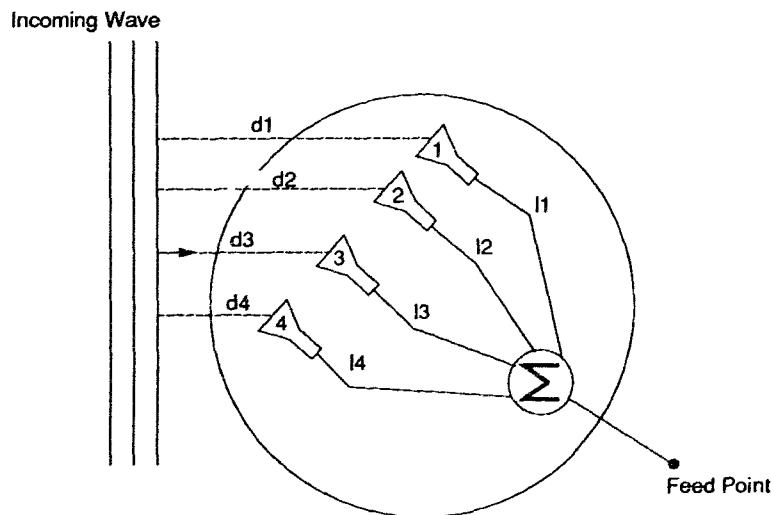 Incoming Wave
d1
1
d2
2
l1
d3
l2
3
d4
l3
4
l4
Σ
Feed Point